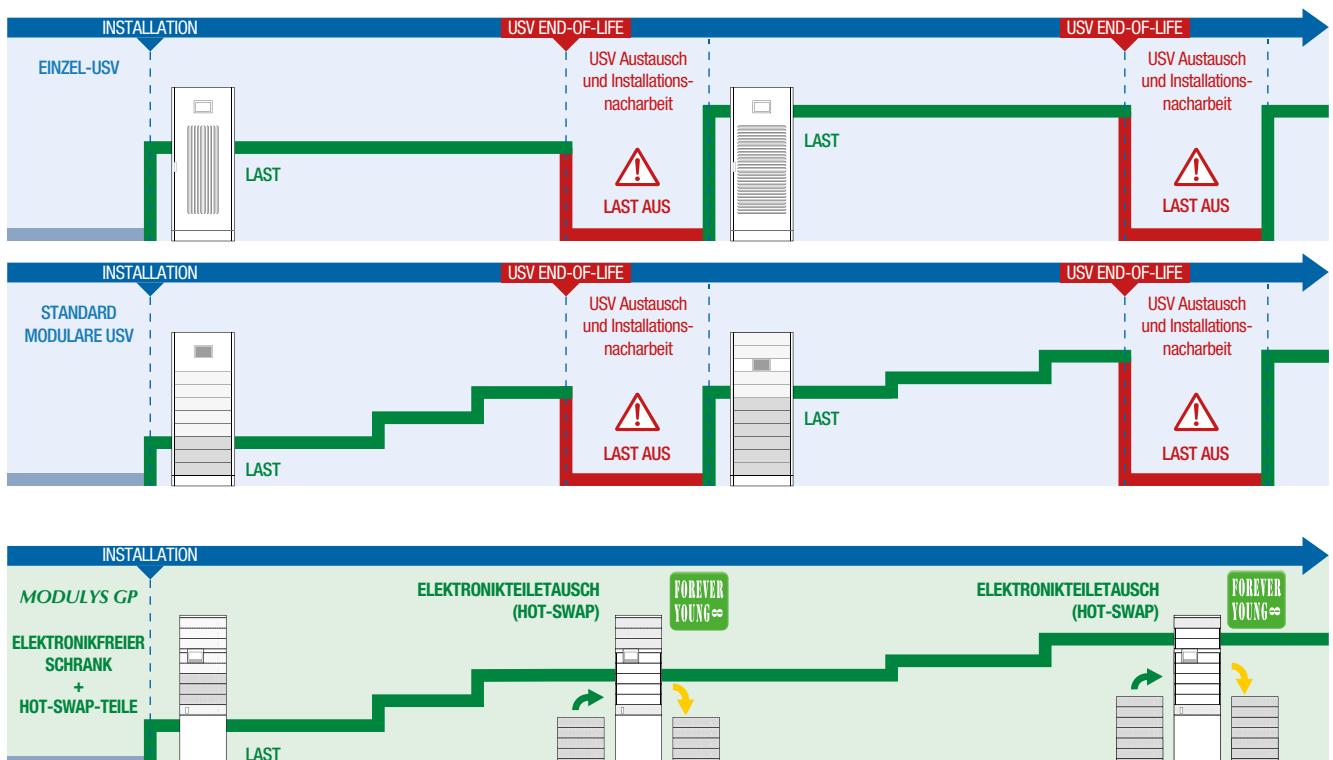 INSTALLATION
USV END-OF-LIFE
USV END-OF-LIFE
EINZEL-USV
USV Austausch
und Installations-
nacharbeit
USV Austausch
und Installations-
nacharbeit
LAST
LAST AUS
LAST
LAST AUS
INSTALLATION
USV END-OF-LIFE
USV END-OF-LIFE
STANDARD
MODULARE USV
USV Austausch
und Installations-
nacharbeit
USV Austausch
und Installations-
nacharbeit
LAST
LAST AUS
LAST
LAST AUS
INSTALLATION
MODULYS GP
ELEKTRONIKFREIER
SCHRANK
+
HOT-SWAP-TEILE
LAST
ELEKTRONIKTEILETAUSCH
(HOT-SWAP)
FOREVER
YOUNG∞
ELEKTRONIKTEILETAUSCH
(HOT-SWAP)
FOREVER
YOUNG∞